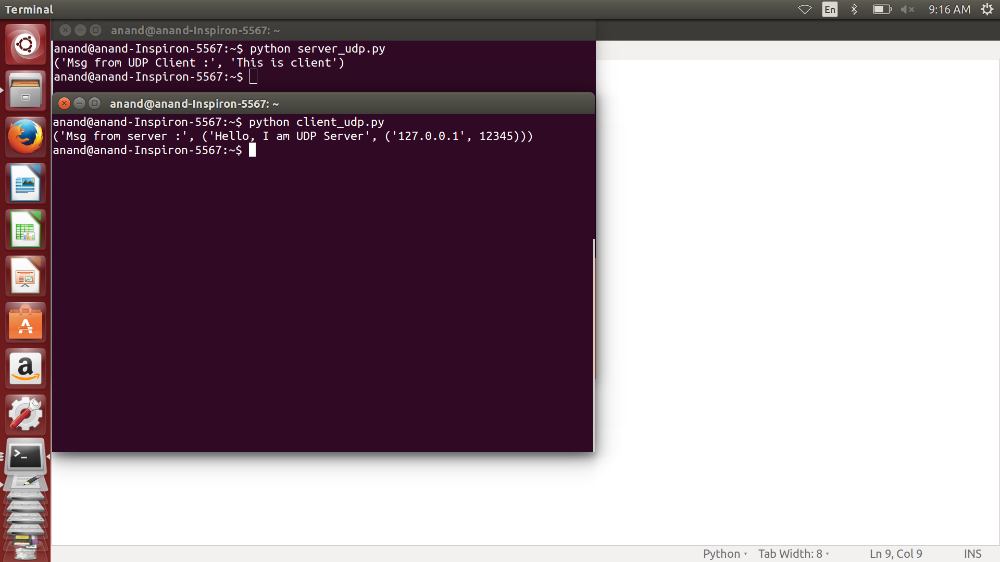 Terminal
En
9:16 AM
anand@anand-Inspiron-5567: ~
anand@anand-Inspiron-5567:~$ python server_udp.py
('Msg from UDP Client :', 'This is client')
anand@anand-Inspiron-5567:~$
anand@anand-Inspiron-5567: ~
anand@anand-Inspiron-5567:~$ python client_udp.py
('Msg from server :', ('Hello, I am UDP Server', ('127.0.0.1', 12345)))
anand@anand-Inspiron-5567:~$
Python
Tab Width: 8
Ln 9, Col 9
INS